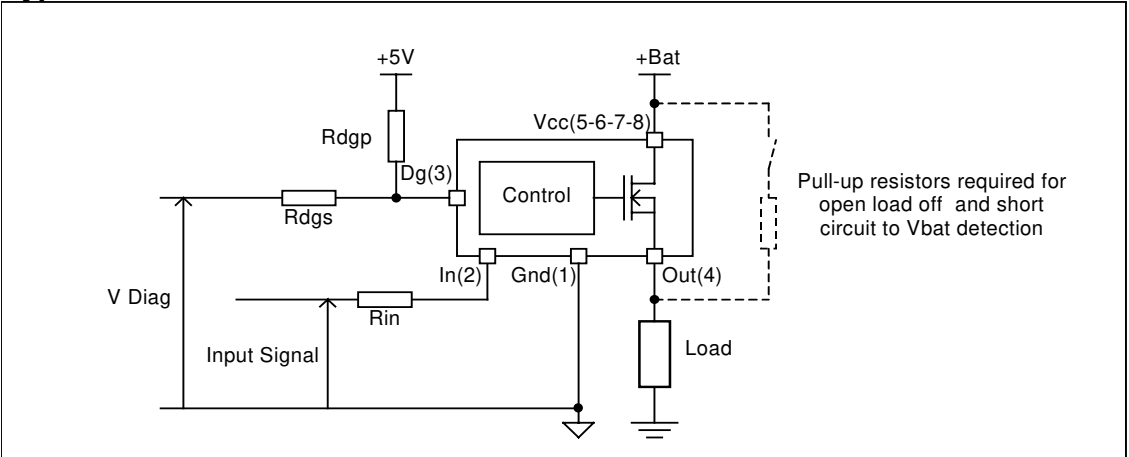 +5V
+Bat
Rdgp
Vcc(5-6-7-8)
Dg(3)
Control
Rdgs
Pull-up resistors required for
open load off and short
circuit to Vbat detection
In(2)
Gnd(1)
Out(4)
V Diag
Rin
Input Signal
Load